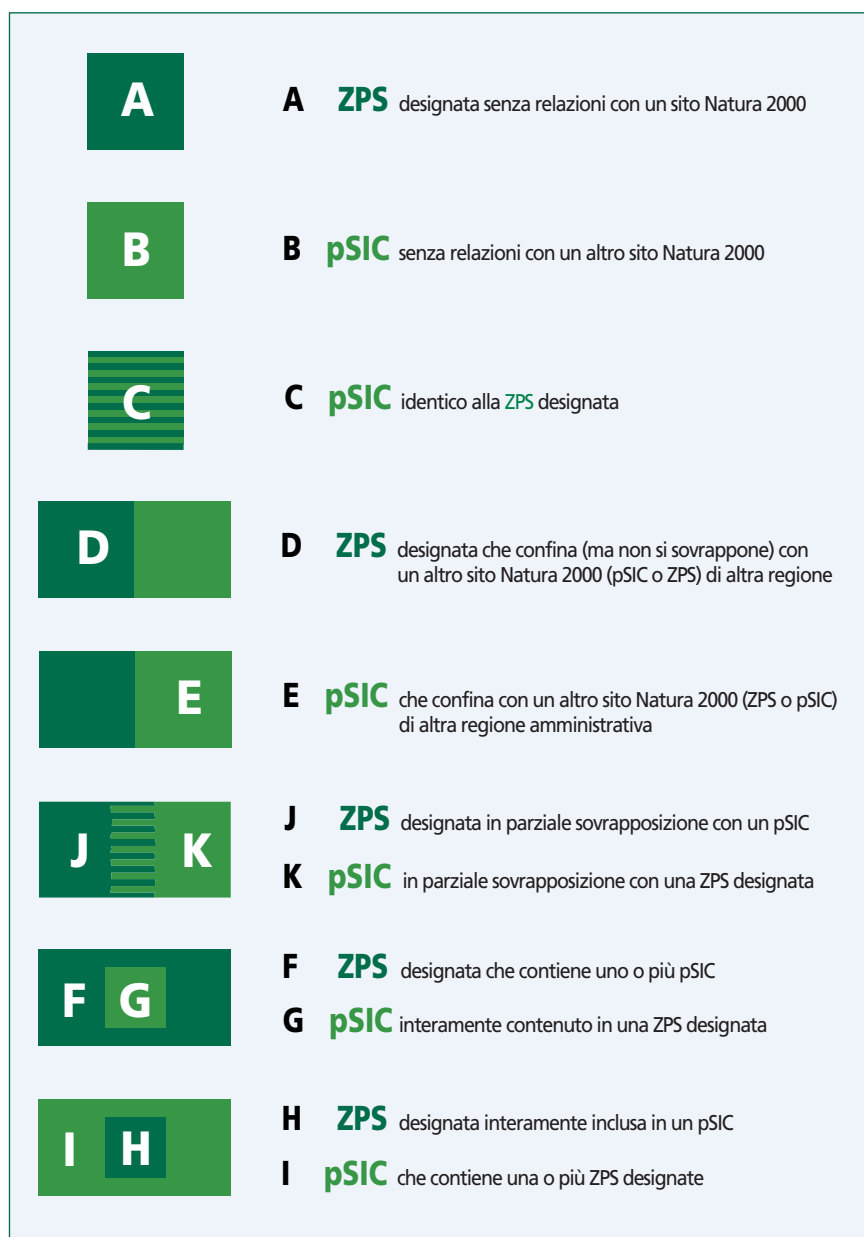 A
A ZPS designata senza relazioni con un sito Natura 2000
B
B pSIC senza relazioni con un altro sito Natura 2000
C
C pSIC identico alla ZPS designata
D
D ZPS designata che confina (ma non si sovrappone) con
un altro sito Natura 2000 (pSIC o ZPS) di altra regione
E
E pSIC che confina con un altro sito Natura 2000 (ZPS o pSIC)
di altra regione amministrativa
J K
J ZPS designata in parziale sovrapposizione con un pSIC
K pSIC in parziale sovrapposizione con una ZPS designata
F G
F ZPS designata che contiene uno o più pSIC
G pSIC interamente contenuto in una ZPS designata
I H
H ZPS designata interamente inclusa in un pSIC
I pSIC che contiene una o più ZPS designate